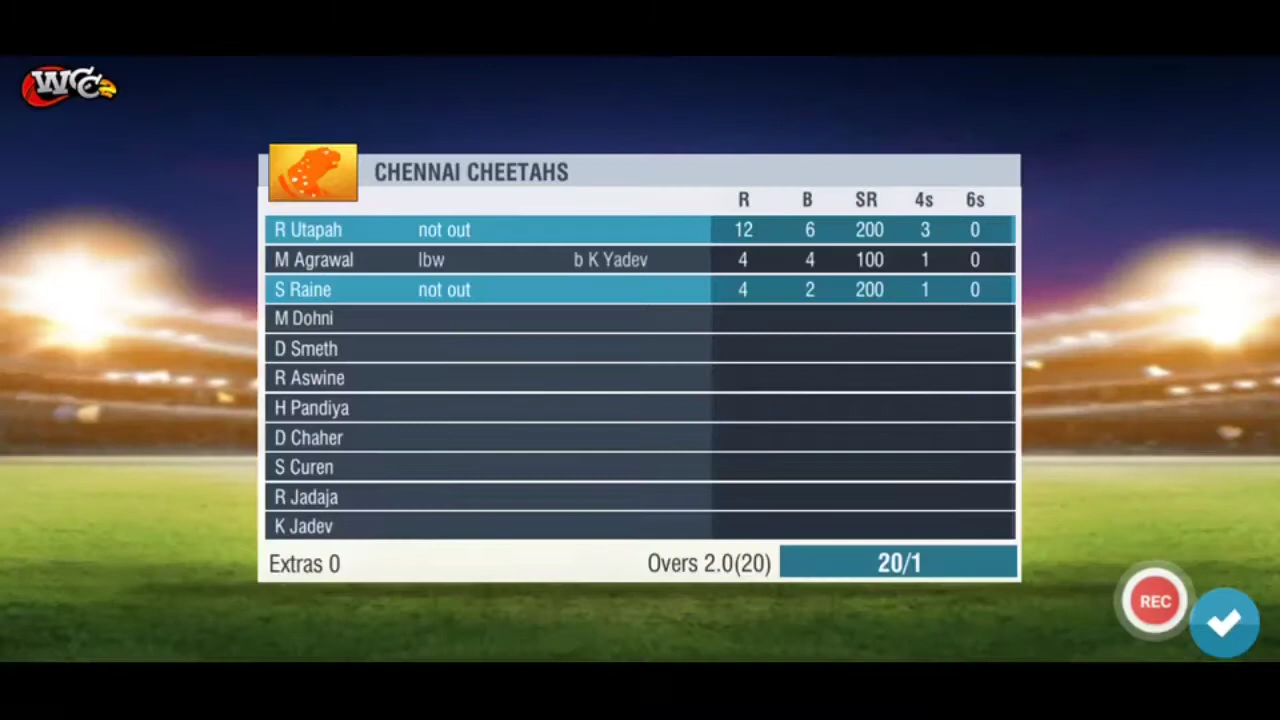 WCC2
CHENNAI CHEETAHS
R B SR 4s 6s
R Utapah not out 12 6 200 3 0
M Agrawal lbw b K Yadev 4 4 100 1 0
S Raine not out 4 2 200 1 0
M Dohni
D Smeth
R Aswine
H Pandiya
D Chaher
S Curen
R Jadaja
K Jadev
Extras 0 Overs 2.0(20) 20/1
REC